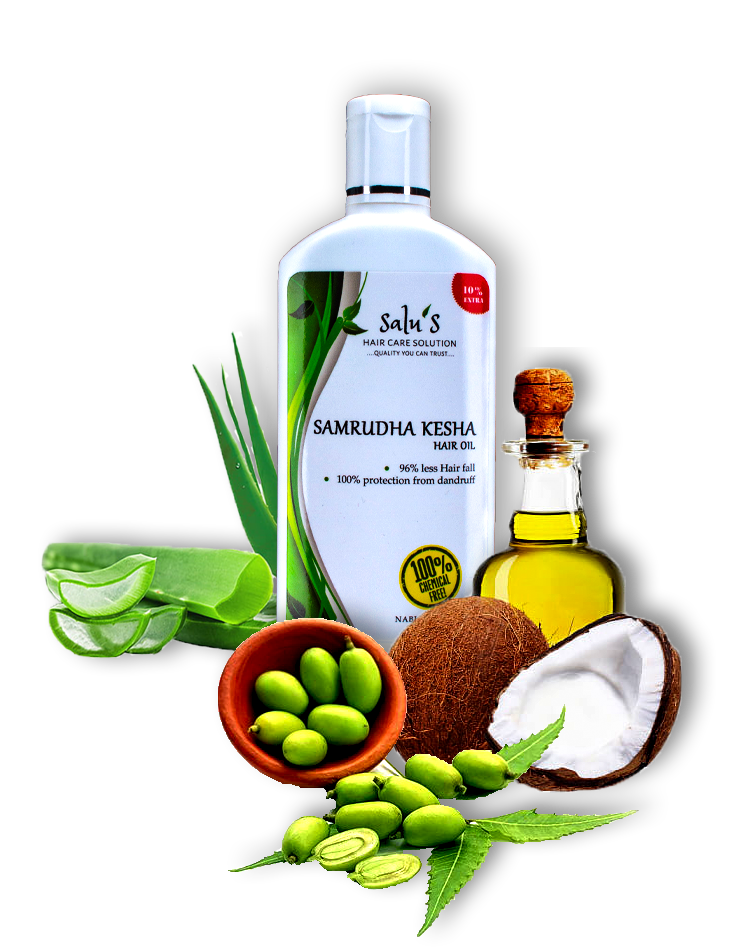 10%
EXTRA
Salu's
HAIR CARE SOLUTION
....QUALITY YOU CAN TRUST....
SAMRUDHA KESHA
HAIR OIL
• 96% less Hair fall
• 100% protection from dandruff
100%
CHEMICAL
FREE!